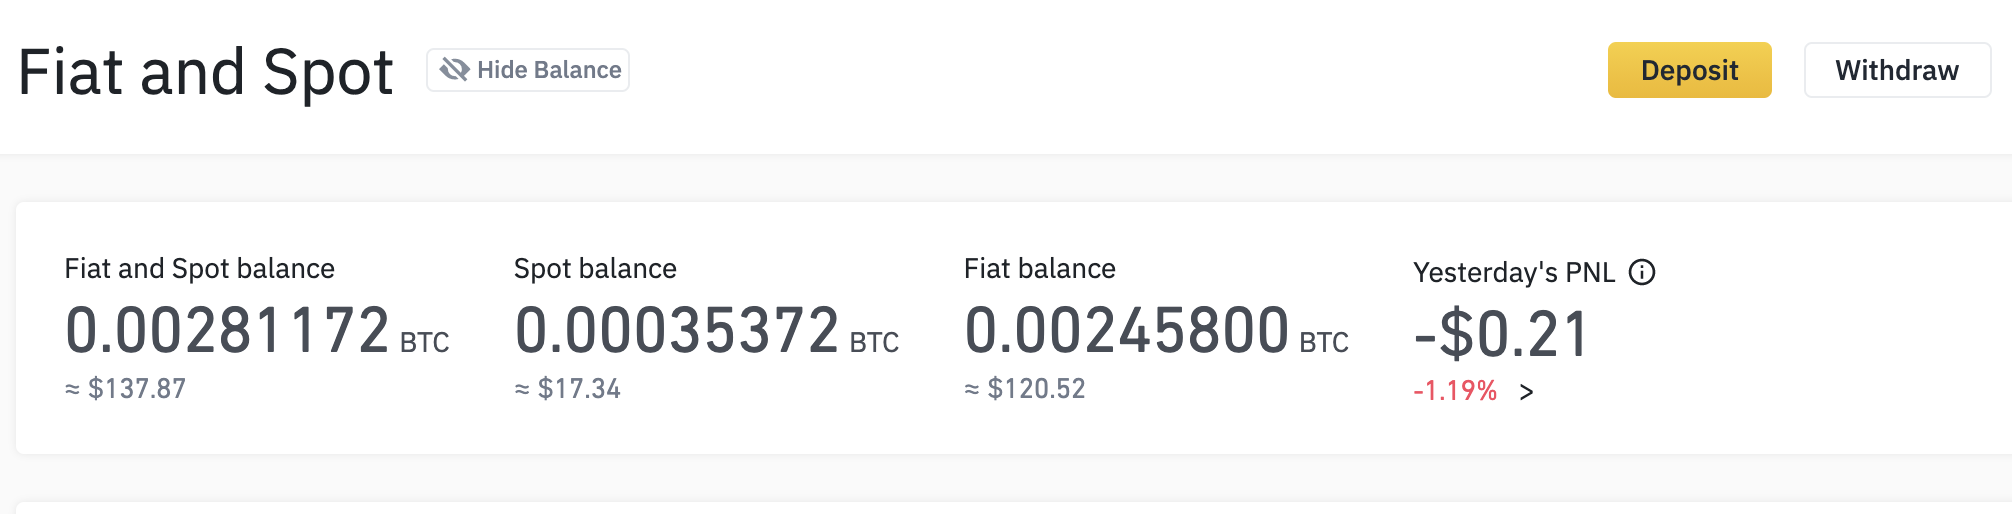 Fiat and Spot
Hide Balance
Deposit
Withdraw
Fiat and Spot balance
0.00281172 BTC
≈ $137.87
Spot balance
0.00035372 BTC
≈ $17.34
Fiat balance
0.00245800 BTC
≈ $120.52
Yesterday's PNL
-$0.21
-1.19% >